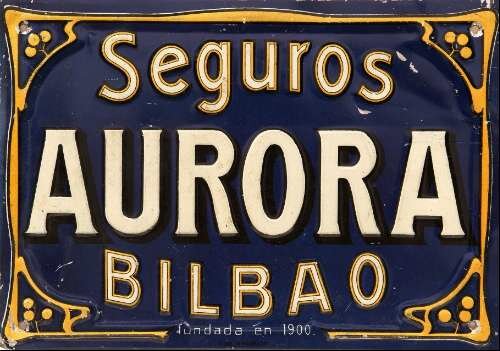 Seguros
AURORA
BILBAO
fundada en 1900.